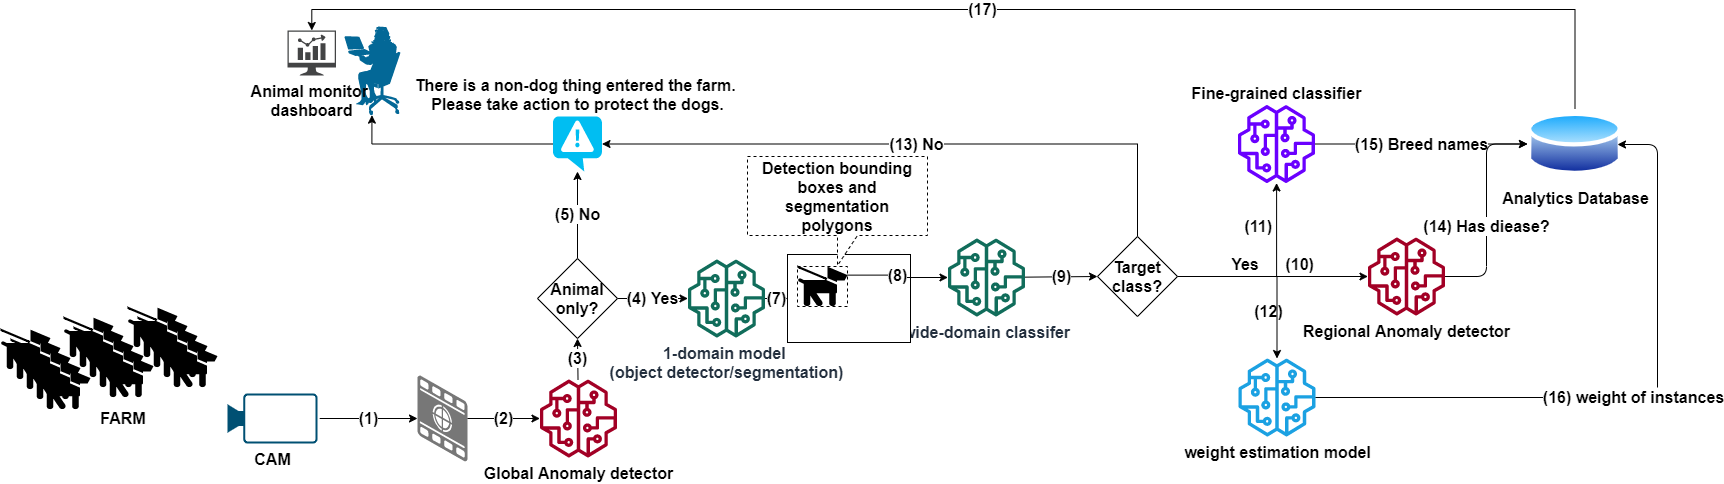 (17)
Animal monitor
dashboard
There is a non-dog thing entered the farm.
Please take action to protect the dogs.
Fine-grained classifier
(13) No
(15) Breed names
Detection bounding
boxes and
segmentation
polygons
Analytics Database
(5) No
(11)
(14) Has diease?
Yes
(10)
Target
class?
(8)
(9)
Animal
only?
(4) Yes
(7)
(12)
Regional Anomaly detector
vide-domain classifer
1-domain model
(object detector/segmentation)
(3)
FARM
(1)
(2)
CAM
Global Anomaly detector
(16) weight of instances
weight estimation model